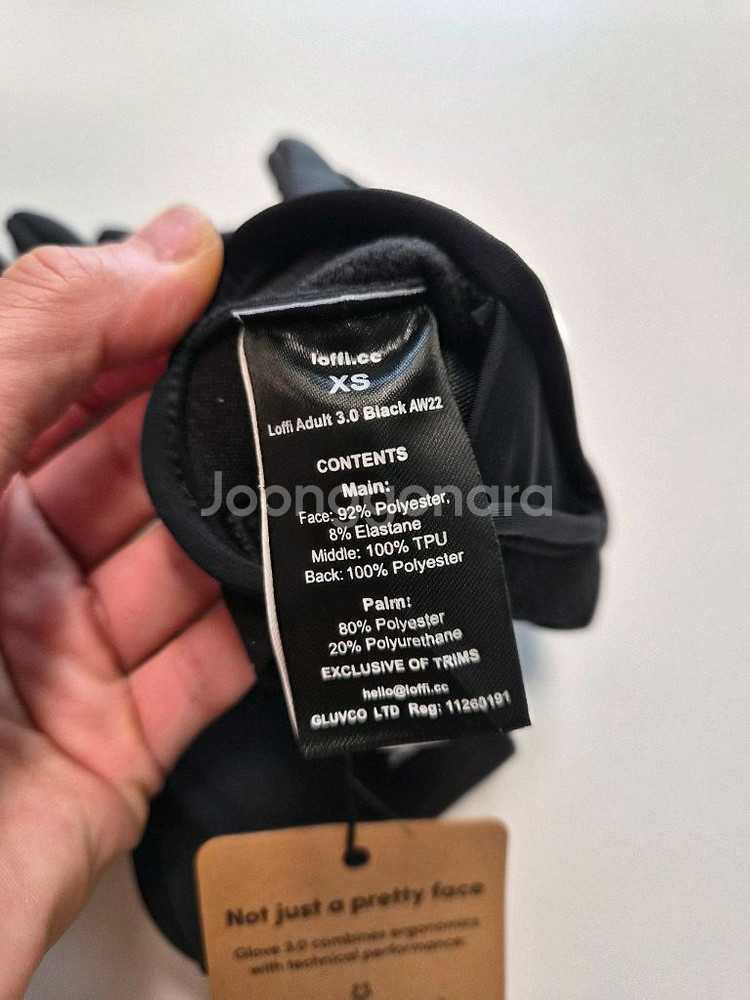 loffi.cc
XS
Loffi Adult 3.0 Black AW22
CONTENTS
Main:
Joonggonara
Face: 92% Polyester,
8% Elastane
Middle: 100% TPU
Back: 100% Polyester
Palm:
80% Polyester
20% Polyurethane
EXCLUSIVE OF TRIMS
hello@loffi.cc
GLUVCO LTD Reg: 11260191
Not just a pretty face
Glove 3.0 combines ergonomics
with technical performance.